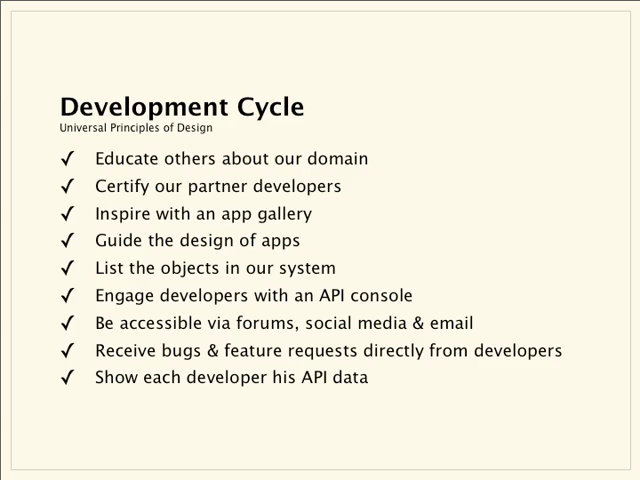 Development Cycle
Universal Principles of Design
✓ Educate others about our domain
✓ Certify our partner developers
✓ Inspire with an app gallery
✓ Guide the design of apps
✓ List the objects in our system
✓ Engage developers with an API console
✓ Be accessible via forums, social media & email
✓ Receive bugs & feature requests directly from developers
✓ Show each developer his API data